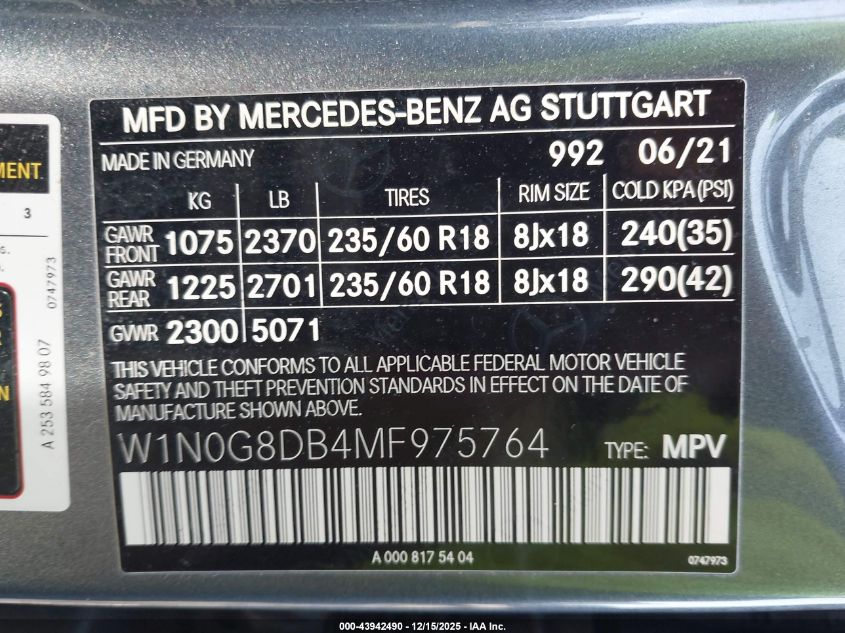 MFD BY MERCEDES-BENZ AG STUTTGART
MADE IN GERMANY 992 06/21
KG LB TIRES RIM SIZE COLD KPA(PSI)
GAWR FRONT 1075 2370 235/60 R18 8Jx18 240(35)
GAWR REAR 1225 2701 235/60 R18 8Jx18 290(42)
GVWR 2300 5071
THIS VEHICLE CONFORMS TO ALL APPLICABLE FEDERAL MOTOR VEHICLE
SAFETY AND THEFT PREVENTION STANDARDS IN EFFECT ON THE DATE OF
MANUFACTURE SHOWN ABOVE.
W1N0G8DB4MF975764 TYPE: MPV
A 000 817 54 04 0747973
MENT
3
0747973
A 253 584 98 07
000-43942490 - 12/15/2025 - IAA Inc.